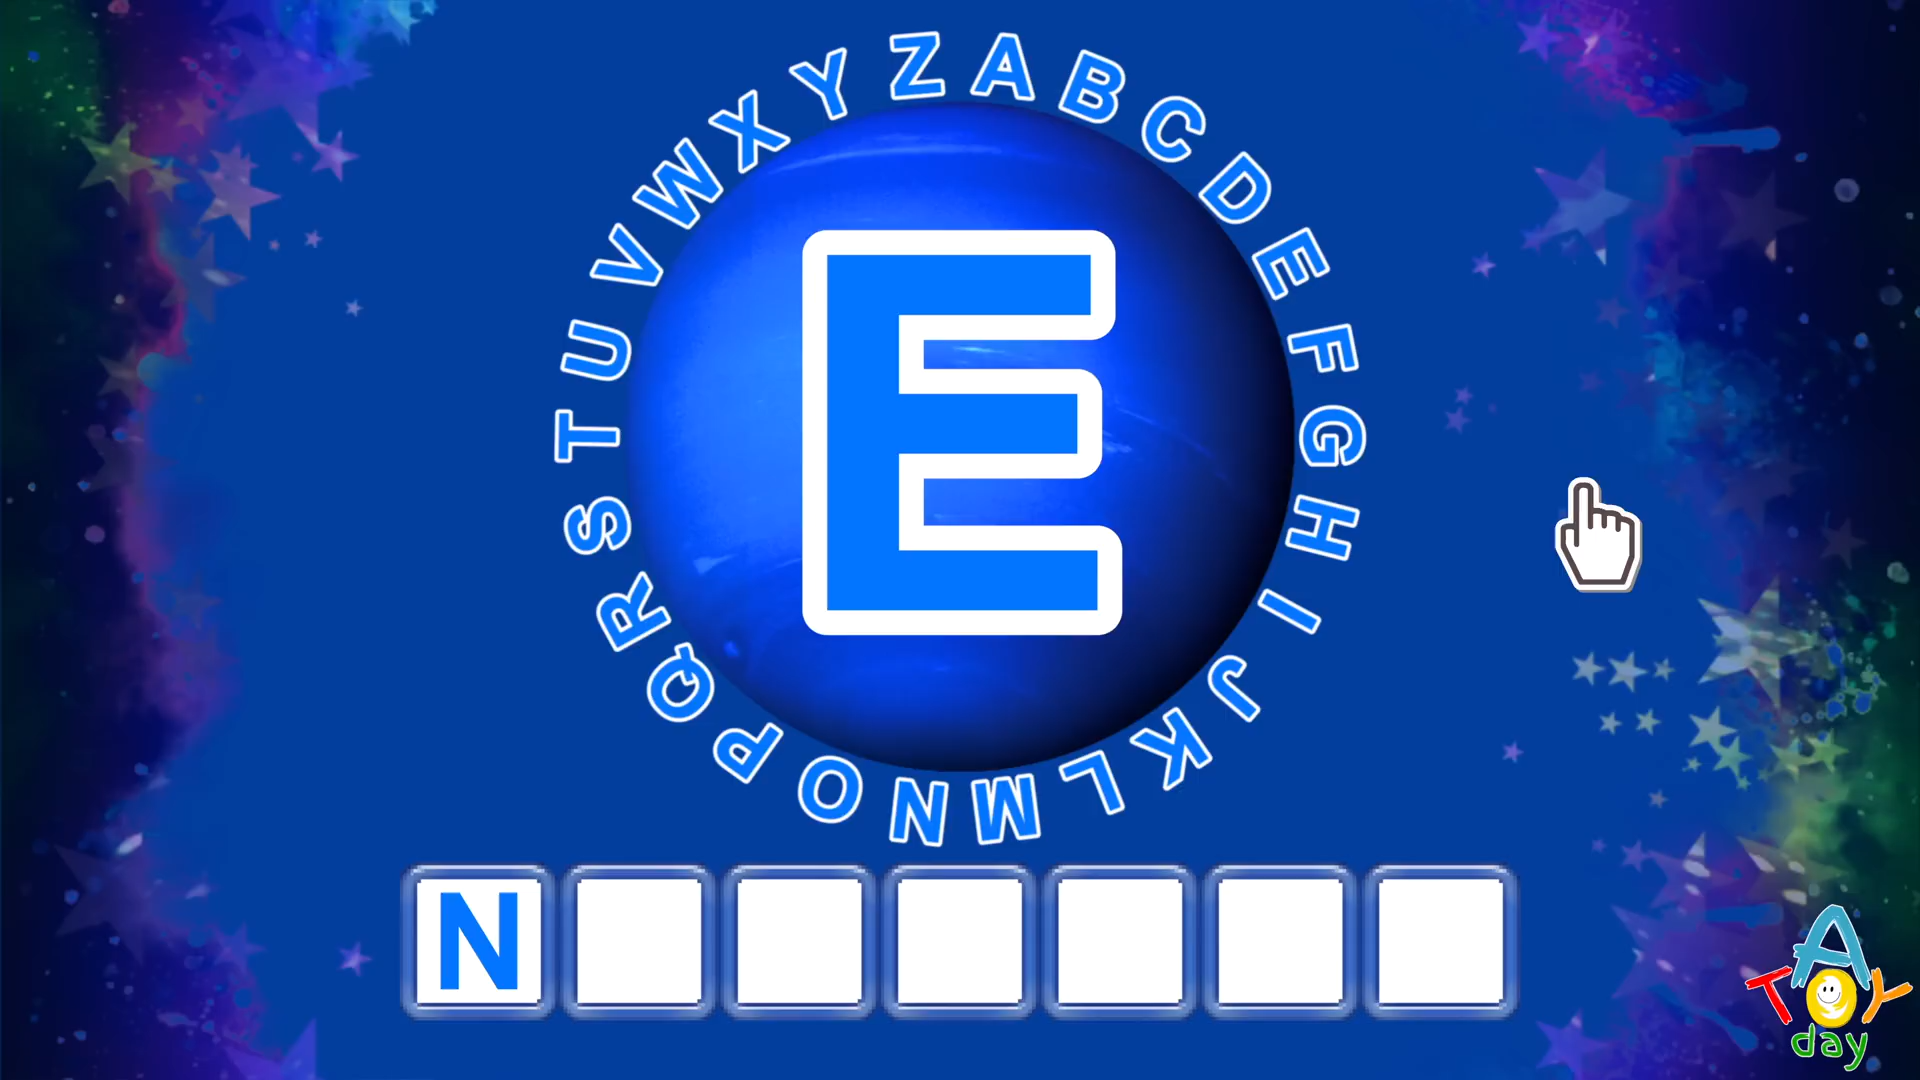 A B C D E F G H I J K L M N O P Q R S T U V W X Y Z
E
N
A
TOY
day